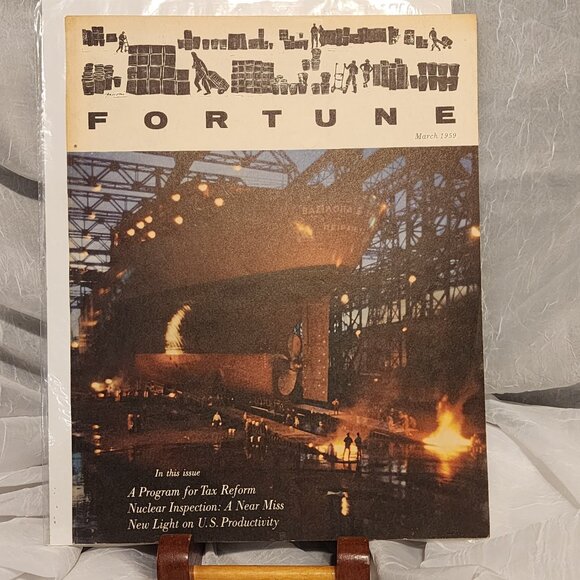 FORTUNE
March 1959
In this issue
A Program for Tax Reform
Nuclear Inspection: A Near Miss
New Light on U.S. Productivity